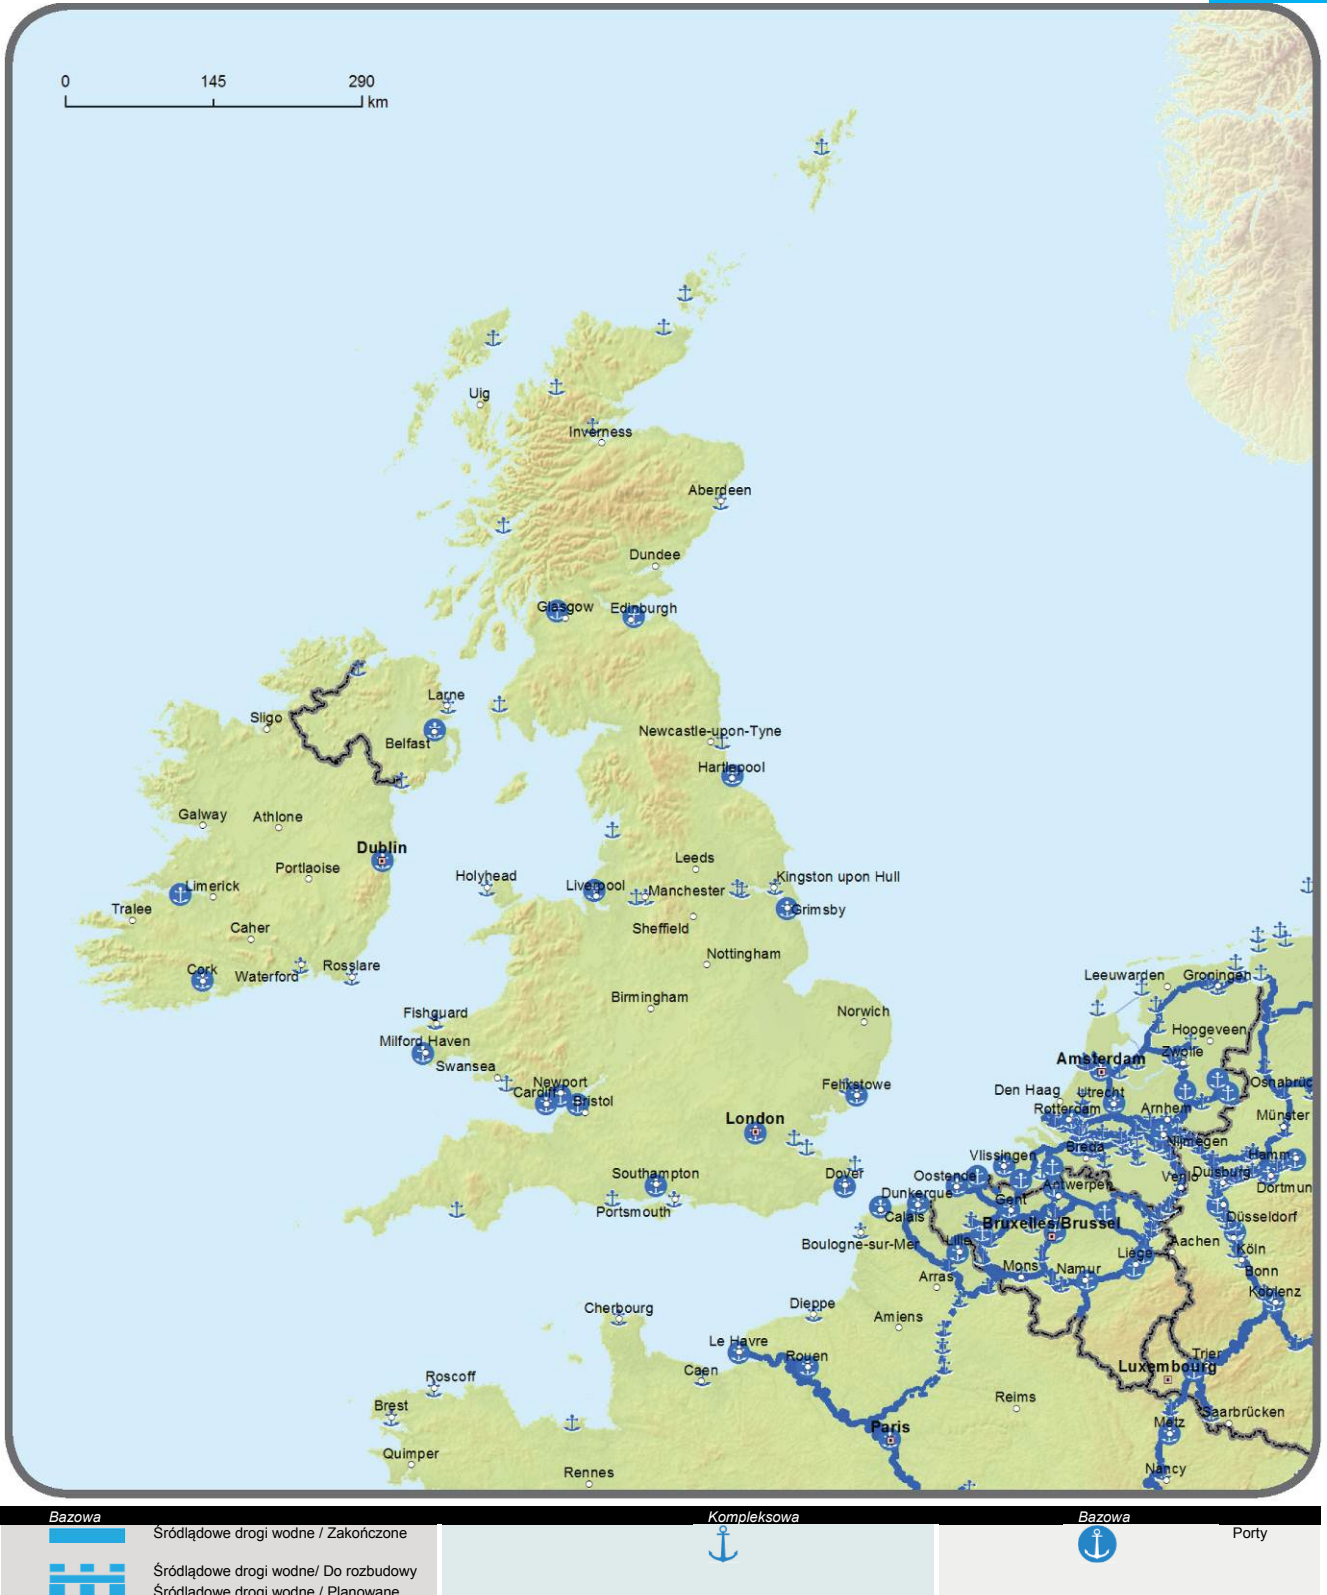 0 145 290
km
Uig
Inverness
Aberdeen
Dundee
Glasgow Edinburgh
Larne
Sligo
Belfast
Newcastle-upon-Tyne
Hartlepool
Galway Athlone
Dublin
Portlaoise
Leeds
Holyhead Liverpool Manchester Kingston upon Hull
Limerick
Tralee
Grimsby
Caher
Sheffield
Nottingham
Cork Waterford Rosslare
Leeuwarden Groningen
Birmingham
Fishguard
Norwich
Milford Haven
Hoogeveen
Swansea
Amsterdam Zwolle
Newport
Cardiff
Bristol
Felixstowe
Den Haag Utrecht
Osnabrüc
London
Rotterdam Arnhem
Münster
Nijmegen
Breda
Vlissingen
Hamm
Southampton
Dover
Oostende
Antwerpen
Venlo Duisburg
Dortmun
Portsmouth
Dunkerque
Gent
Calais
Bruxelles/Brussel
Düsseldorf
Boulogne-sur-Mer
Lille
Liège
Aachen
Köln
Arras
Mons Namur
Bonn
Koblenz
Cherbourg
Dieppe
Amiens
Le Havre
Rouen
Caen
Trier
Luxembourg
Roscoff
Reims
Brest
Saarbrücken
Paris
Metz
Quimper
Rennes
Nancy
Bazowa Kompleksowa Bazowa
Śródlądowe drogi wodne / Zakończone
Porty
Śródlądowe drogi wodne/ Do rozbudowy
Śródlądowe drogi wodne / Planowane